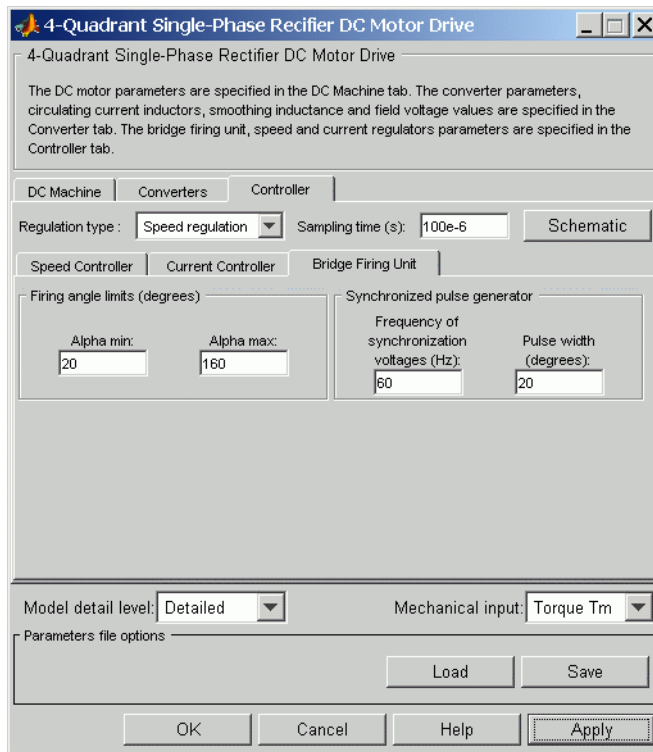 4-Quadrant Single-Phase Recifier DC Motor Drive
4-Quadrant Single-Phase Rectifier DC Motor Drive
The DC motor parameters are specified in the DC Machine tab. The converter parameters,
circulating current inductors, smoothing inductance and field voltage values are specified in the
Converter tab. The bridge firing unit, speed and current regulators parameters are specified in the
Controller tab.
DC Machine Converters Controller
Regulation type : Speed regulation Sampling time (s): 100e-6 Schematic
Speed Controller Current Controller Bridge Firing Unit
Firing angle limits (degrees) Synchronized pulse generator
Alpha min: Alpha max:
20 160
Frequency of
synchronization
voltages (Hz):
60
Pulse width
(degrees):
20
Model detail level: Detailed Mechanical input: Torque Tm
Parameters file options
Load Save
OK Cancel Help Apply